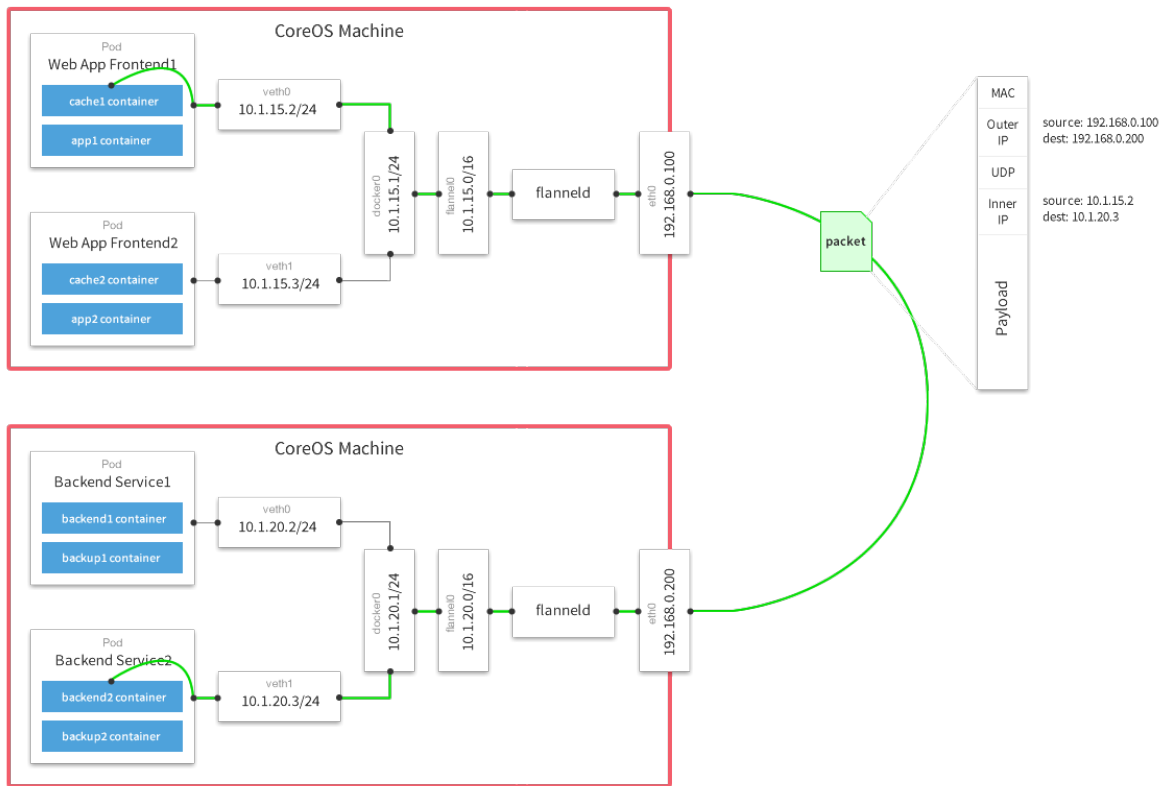 CoreOS Machine
Pod
Web App Frontend1
cache1 container
app1 container
veth0
10.1.15.2/24
Pod
Web App Frontend2
cache2 container
app2 container
veth1
10.1.15.3/24
docker0
10.1.15.1/24
flannel0
10.1.15.0/16
flanneld
eth0
192.168.0.100
packet
MAC
Outer
IP
source: 192.168.0.100
dest: 192.168.0.200
UDP
Inner
IP
source: 10.1.15.2
dest: 10.1.20.3
Payload
CoreOS Machine
Pod
Backend Service1
backend1 container
backup1 container
veth0
10.1.20.2/24
Pod
Backend Service2
backend2 container
backup2 container
veth1
10.1.20.3/24
docker0
10.1.20.1/24
flannel0
10.1.20.0/16
flanneld
eth0
192.168.0.200